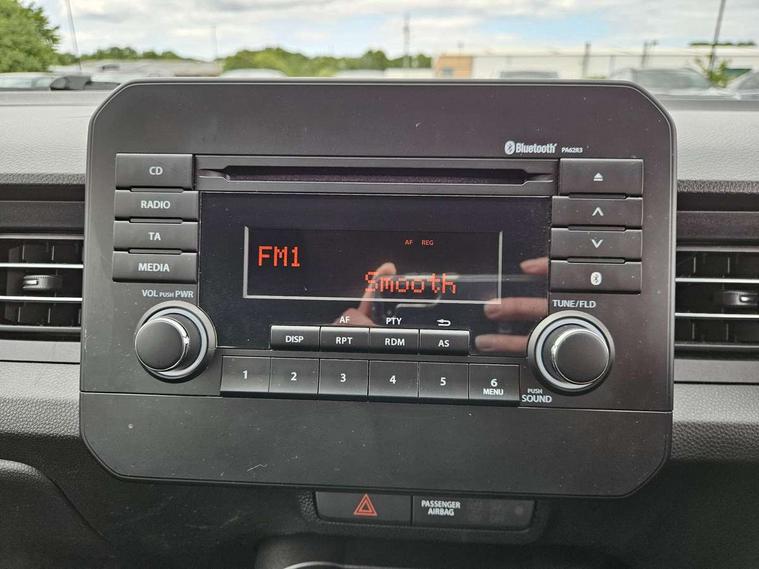 Bluetooth PA62R3
CD
RADIO
TA
MEDIA
VOL PUSH PWR
AF REG
FM1
Smooth
TUNE/FLD
AF PTY
DISP RPT RDM AS
1 2 3 4 5 6
MENU
PUSH
SOUND
PASSENGER
AIRBAG